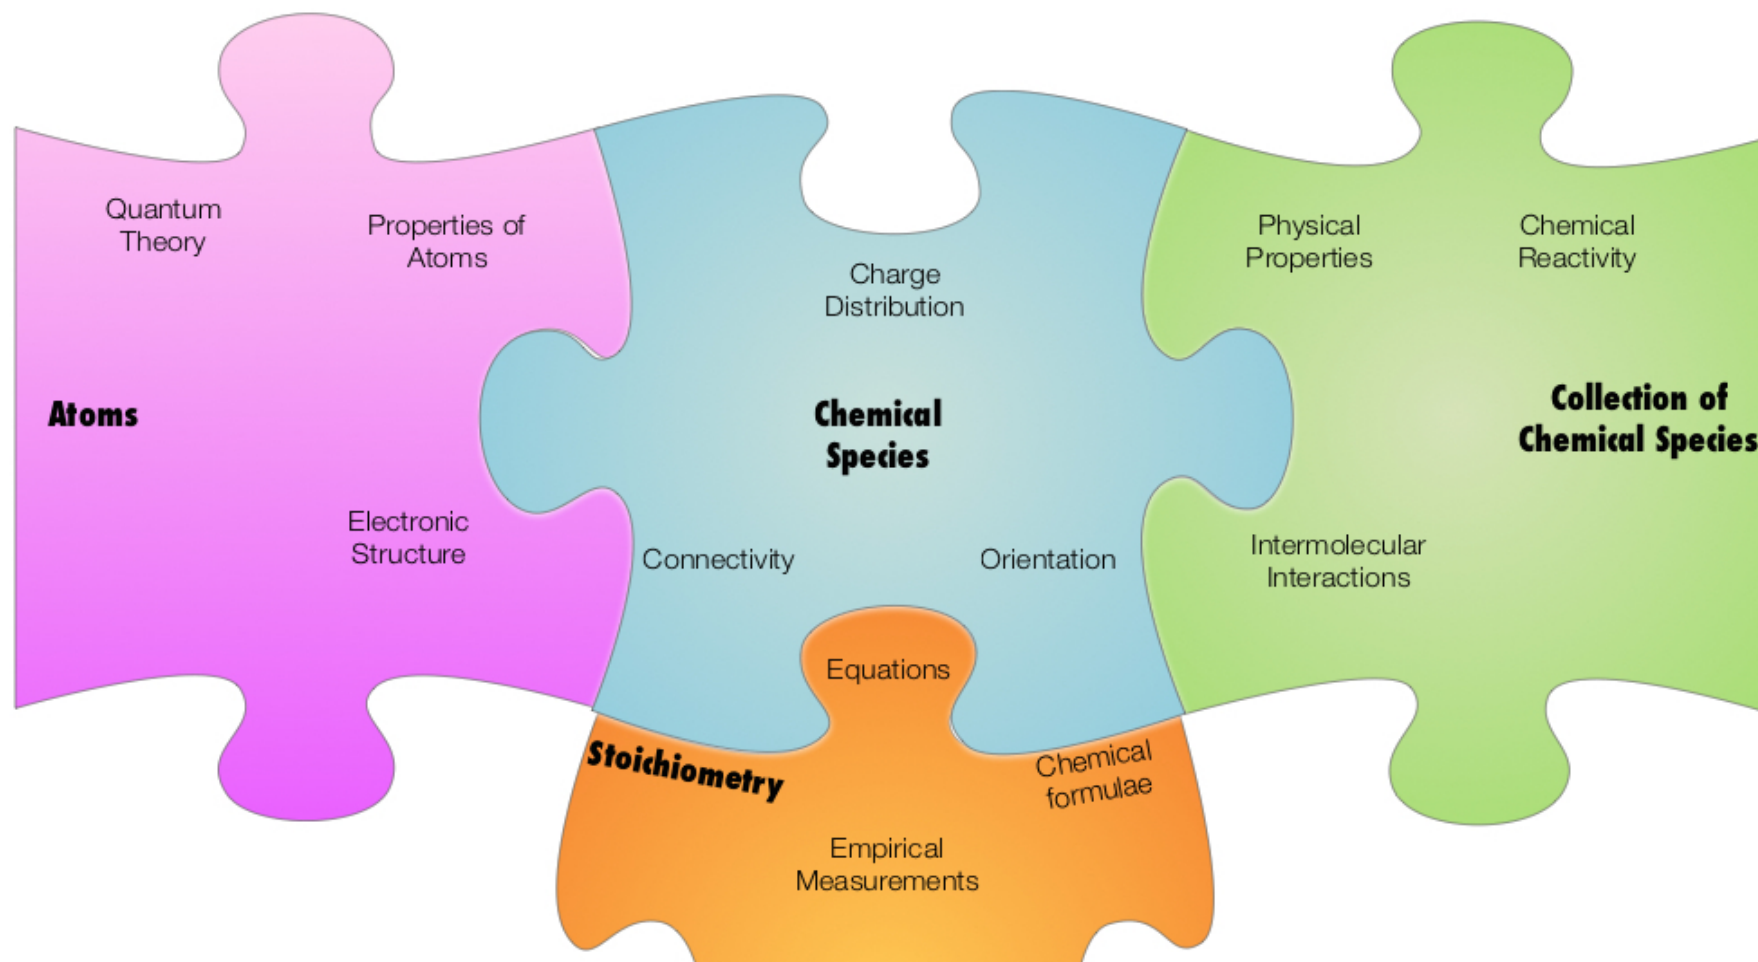 Quantum
Theory
Properties of
Atoms
Atoms
Electronic
Structure
Charge
Distribution
Chemical
Species
Connectivity
Orientation
Physical
Properties
Chemical
Reactivity
Collection of
Chemical Species
Intermolecular
Interactions
Equations
Stoichiometry
Chemical
formulae
Empirical
Measurements